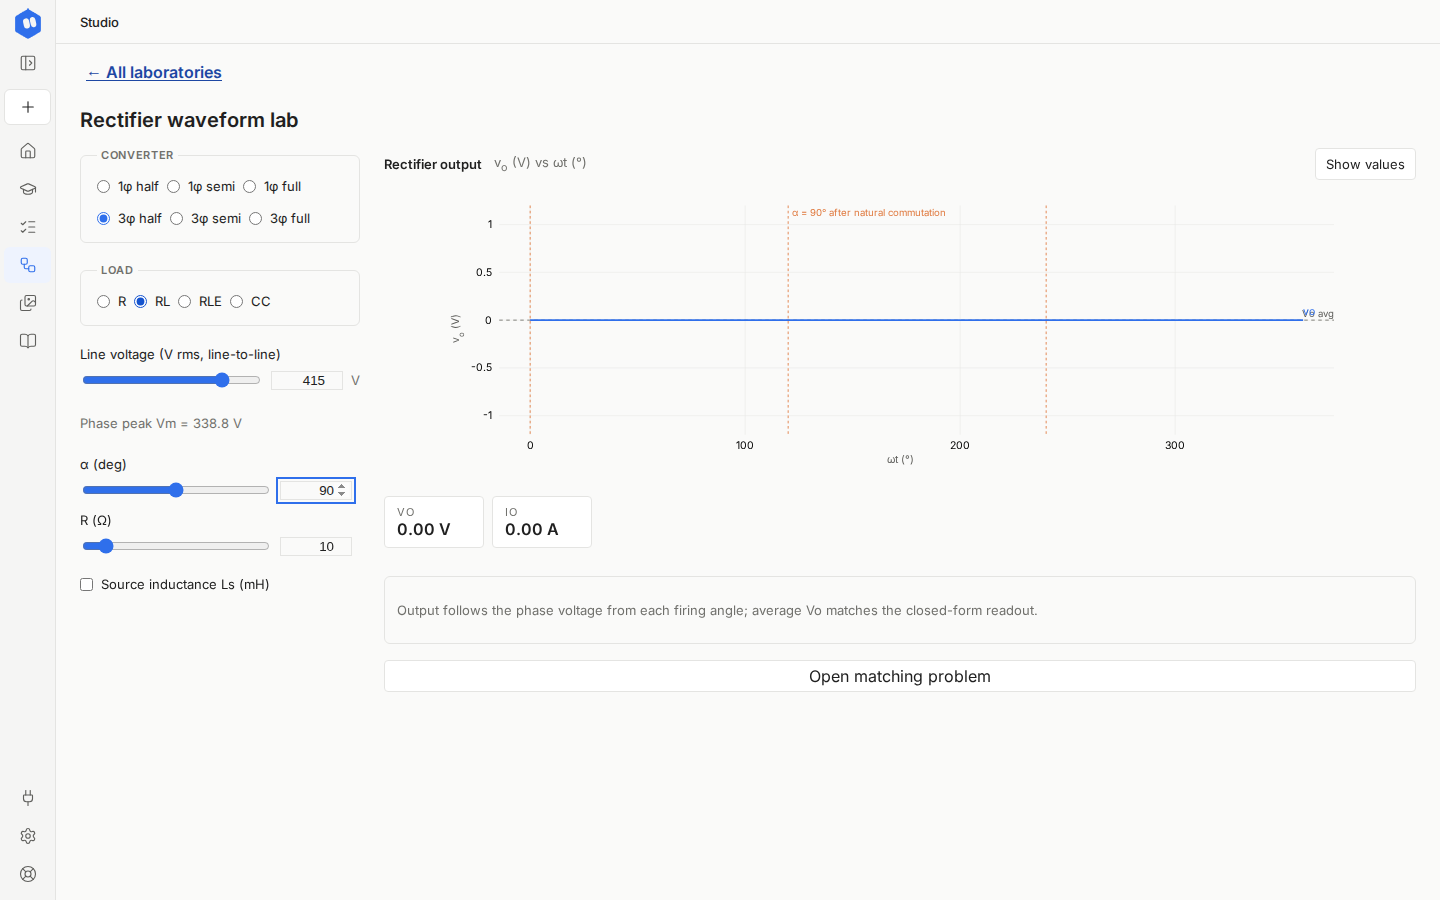 Studio
← All laboratories
Rectifier waveform lab
CONVERTER
1φ half 1φ semi 1φ full
3φ half 3φ semi 3φ full
LOAD
R RL RLE CC
Line voltage (V rms, line-to-line)
415 V
Phase peak Vm = 338.8 V
α (deg)
90
R (Ω)
10
Source inductance Ls (mH)
Rectifier output vo (V) vs ωt (°)
Show values
α = 90° after natural commutation
1
0.5
0
-0.5
-1
vo (V)
avg
0 100 200 300
ωt (°)
VO
0.00 V
IO
0.00 A
Output follows the phase voltage from each firing angle; average Vo matches the closed-form readout.
Open matching problem